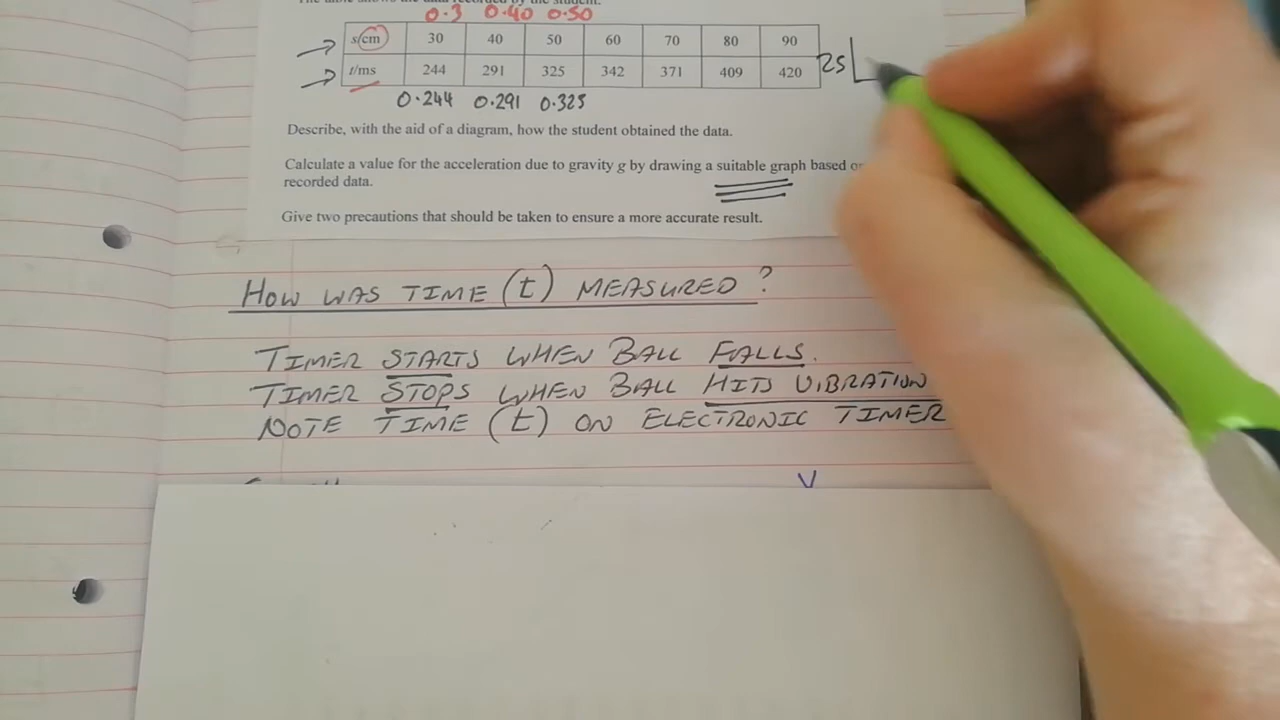 0.3 0.40 0.50
s/cm 30 40 50 60 70 80 90
t/ms 244 291 325 342 371 409 420 2s
0.244 0.291 0.325
Describe, with the aid of a diagram, how the student obtained the data.
Calculate a value for the acceleration due to gravity g by drawing a suitable graph based
recorded data.
Give two precautions that should be taken to ensure a more accurate result.
HOW WAS TIME (t) MEASURED?
TIMER STARTS WHEN BALL FALLS.
TIMER STOPS WHEN BALL HITS VIBRATION
NOTE TIME (t) ON ELECTRONIC TIMER